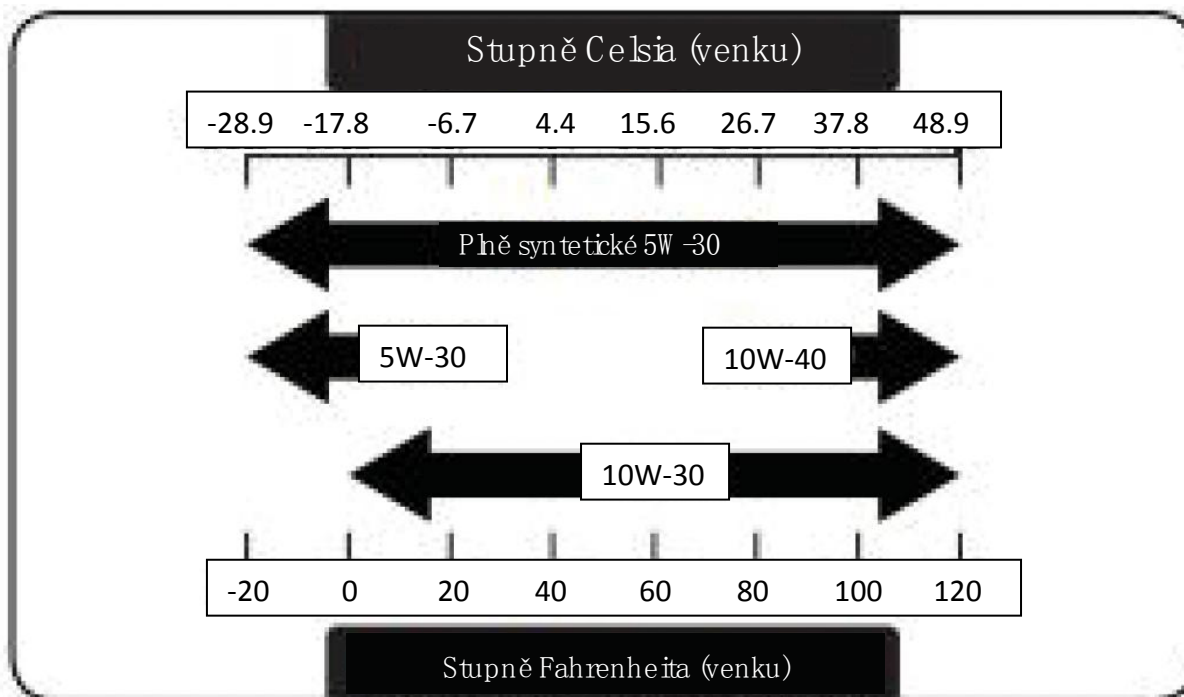 Stupně Celsia (venku)
-28.9 -17.8 -6.7 4.4 15.6 26.7 37.8 48.9
Plně syntetické 5W-30
5W-30 10W-40
10W-30
-20 0 20 40 60 80 100 120
Stupně Fahrenheita (venku)